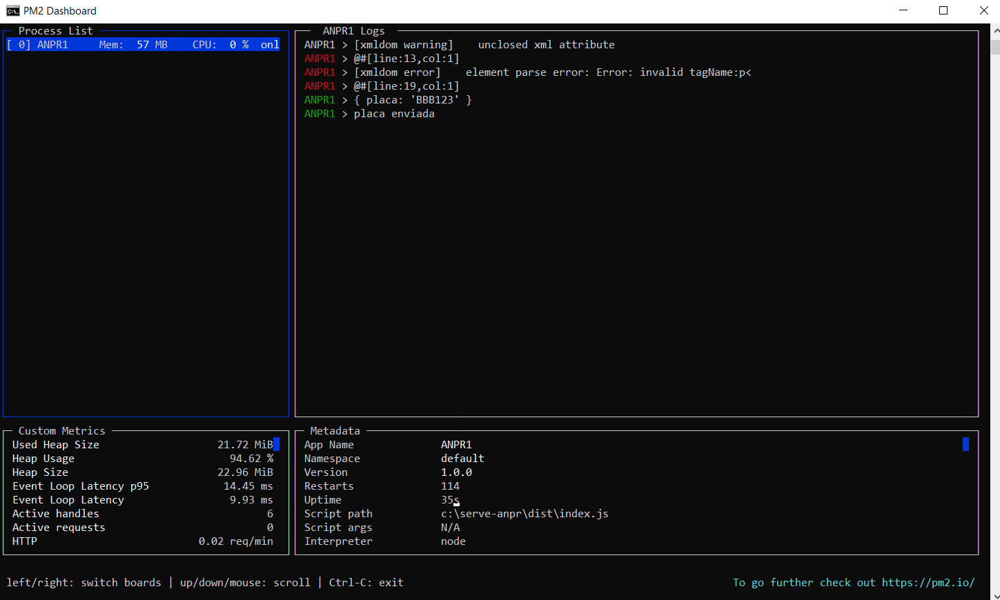 PM2 Dashboard
Process List
[ 0] ANPR1 Mem: 57 MB CPU: 0 % onl
ANPR1 Logs
ANPR1 > [xmldom warning] unclosed xml attribute
ANPR1 > @#[line:13,col:1]
ANPR1 > [xmldom error] element parse error: Error: invalid tagName:p<
ANPR1 > @#[line:19,col:1]
ANPR1 > { placa: 'BBB123' }
ANPR1 > placa enviada
Custom Metrics
Used Heap Size 21.72 MiB
Heap Usage 94.62 %
Heap Size 22.96 MiB
Event Loop Latency p95 14.45 ms
Event Loop Latency 9.93 ms
Active handles 6
Active requests 0
HTTP 0.02 req/min
Metadata
App Name ANPR1
Namespace default
Version 1.0.0
Restarts 114
Uptime 35s
Script path c:\serve-anpr\dist\index.js
Script args N/A
Interpreter node
left/right: switch boards | up/down/mouse: scroll | Ctrl-C: exit
To go further check out https://pm2.io/